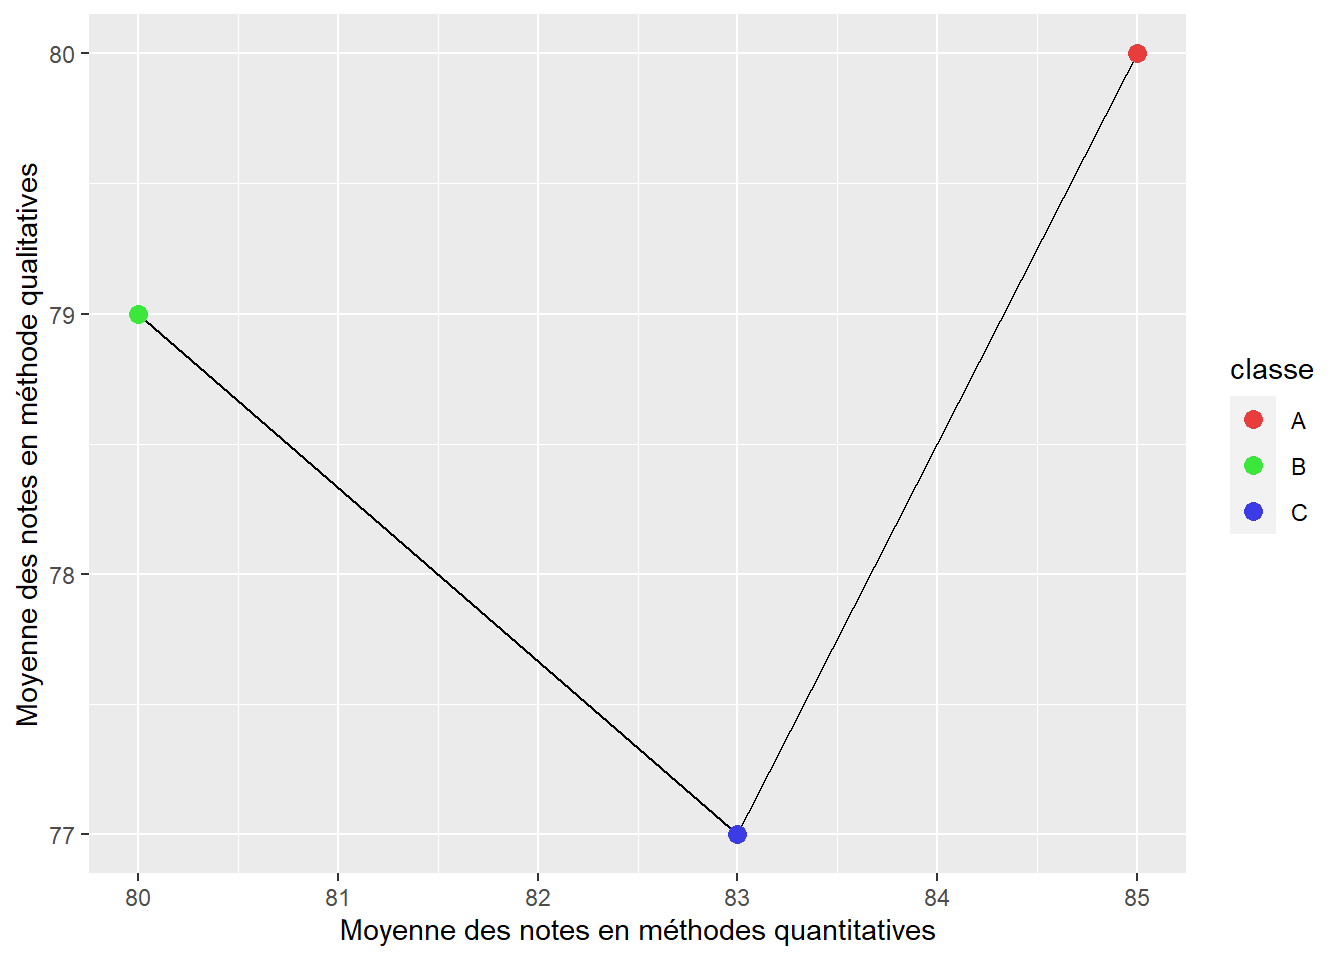 Moyenne des notes en méthode qualitatives
80
79
78
77
80 81 82 83 84 85
Moyenne des notes en méthodes quantitatives
classe
A
B
C